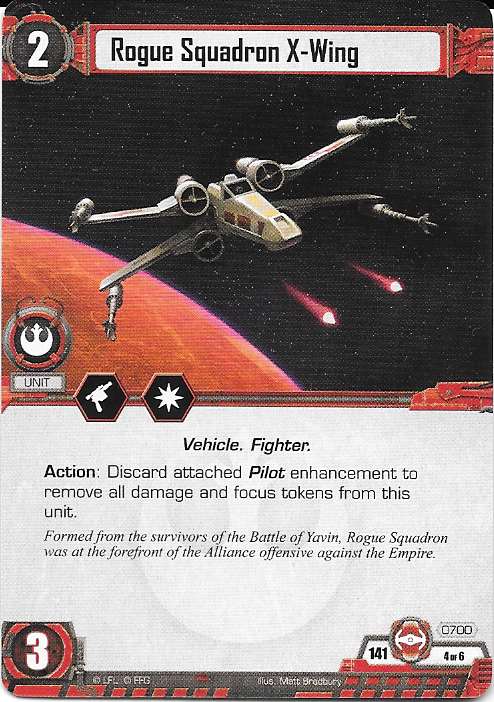 2
Rogue Squadron X-Wing
UNIT
Vehicle. Fighter.
Action: Discard attached Pilot enhancement to
remove all damage and focus tokens from this
unit.
Formed from the survivors of the Battle of Yavin, Rogue Squadron
was at the forefront of the Alliance offensive against the Empire.
3
0700
141
4 of 6
© LFL © FFG
Illus. Matt Bradbury